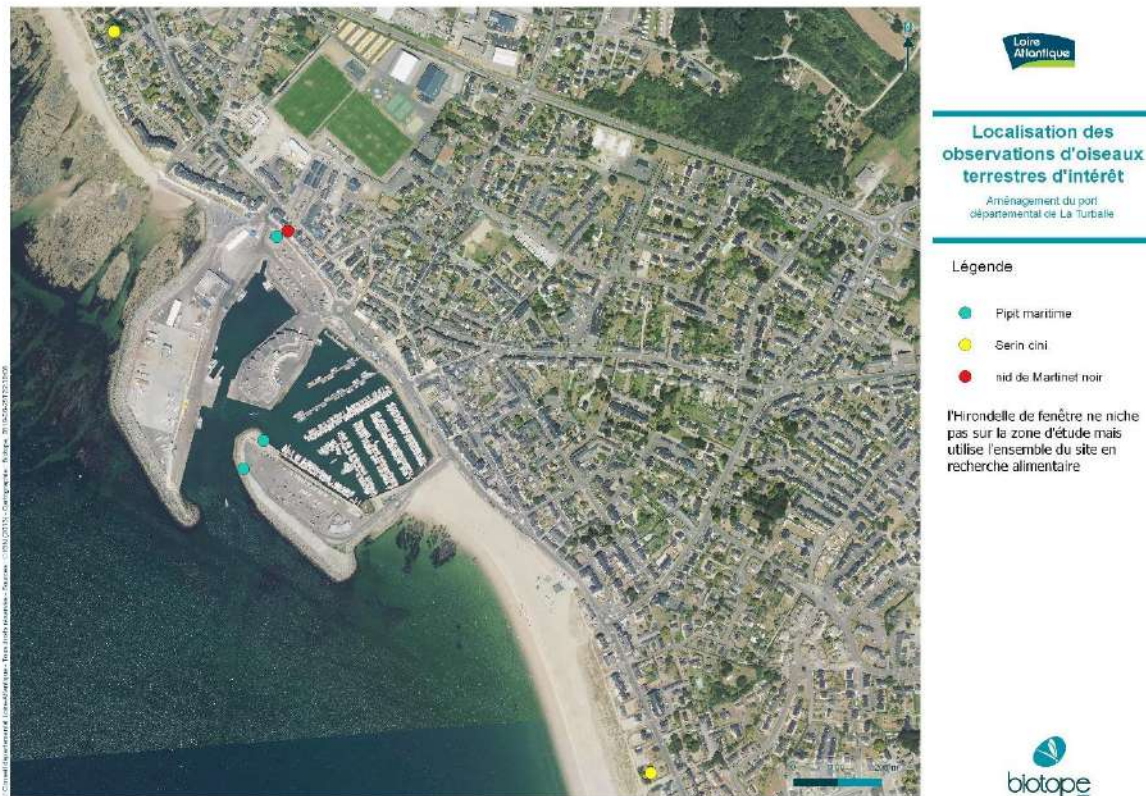 Loire
Atlantique
Localisation des
observations d'oiseaux
terrestres d'intérêt
Aménagement du port
départemental de La Turballe
Légende
Pipit maritime
Serin cini
nid de Martinet noir
l'Hirondelle de fenêtre ne niche
pas sur la zone d'étude mais
utilise l'ensemble du site en
recherche alimentaire
biotope